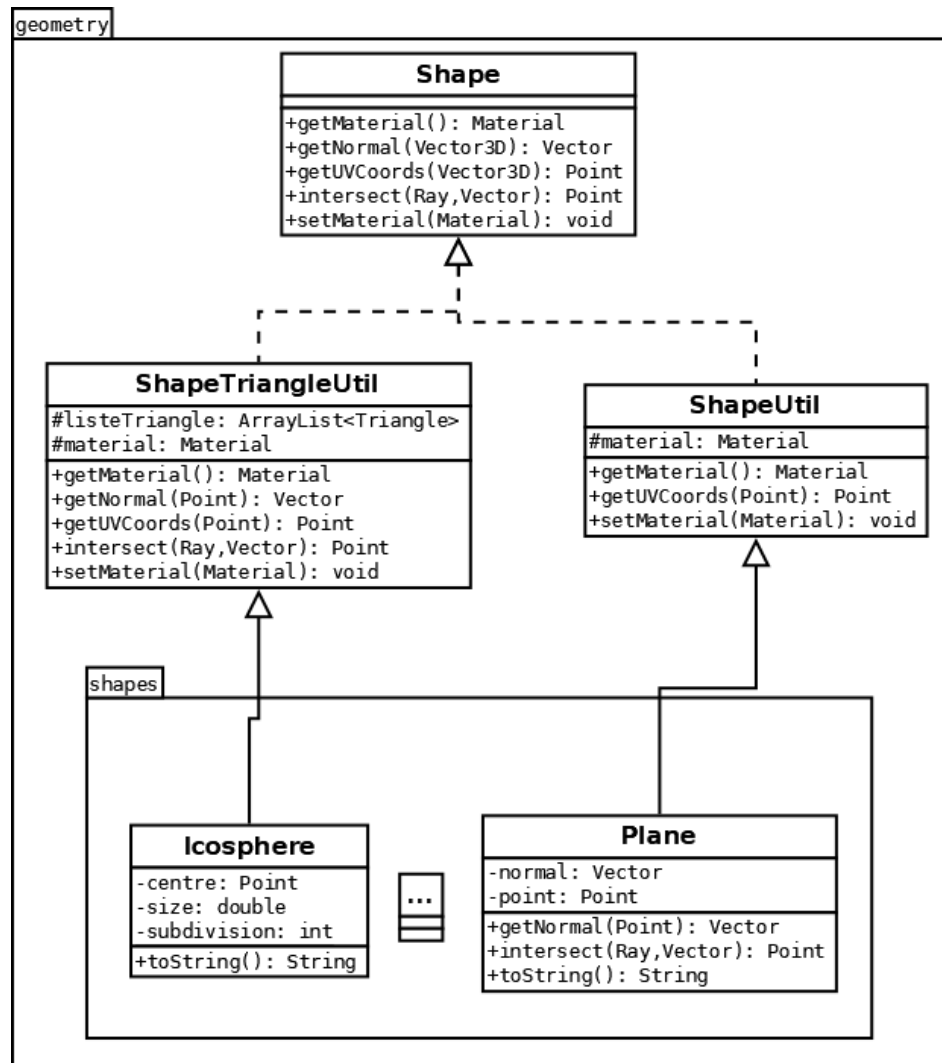 geometry
Shape
+getMaterial(): Material
+getNormal(Vector3D): Vector
+getUVCoords(Vector3D): Point
+intersect(Ray,Vector): Point
+setMaterial(Material): void
ShapeTriangleUtil
#listeTriangle: ArrayList<Triangle>
#material: Material
+getMaterial(): Material
+getNormal(Point): Vector
+getUVCoords(Point): Point
+intersect(Ray,Vector): Point
+setMaterial(Material): void
ShapeUtil
#material: Material
+getMaterial(): Material
+getUVCoords(Point): Point
+setMaterial(Material): void
shapes
Icosphere
-centre: Point
-size: double
-subdivision: int
+toString(): String
...
Plane
-normal: Vector
-point: Point
+getNormal(Point): Vector
+intersect(Ray,Vector): Point
+toString(): String